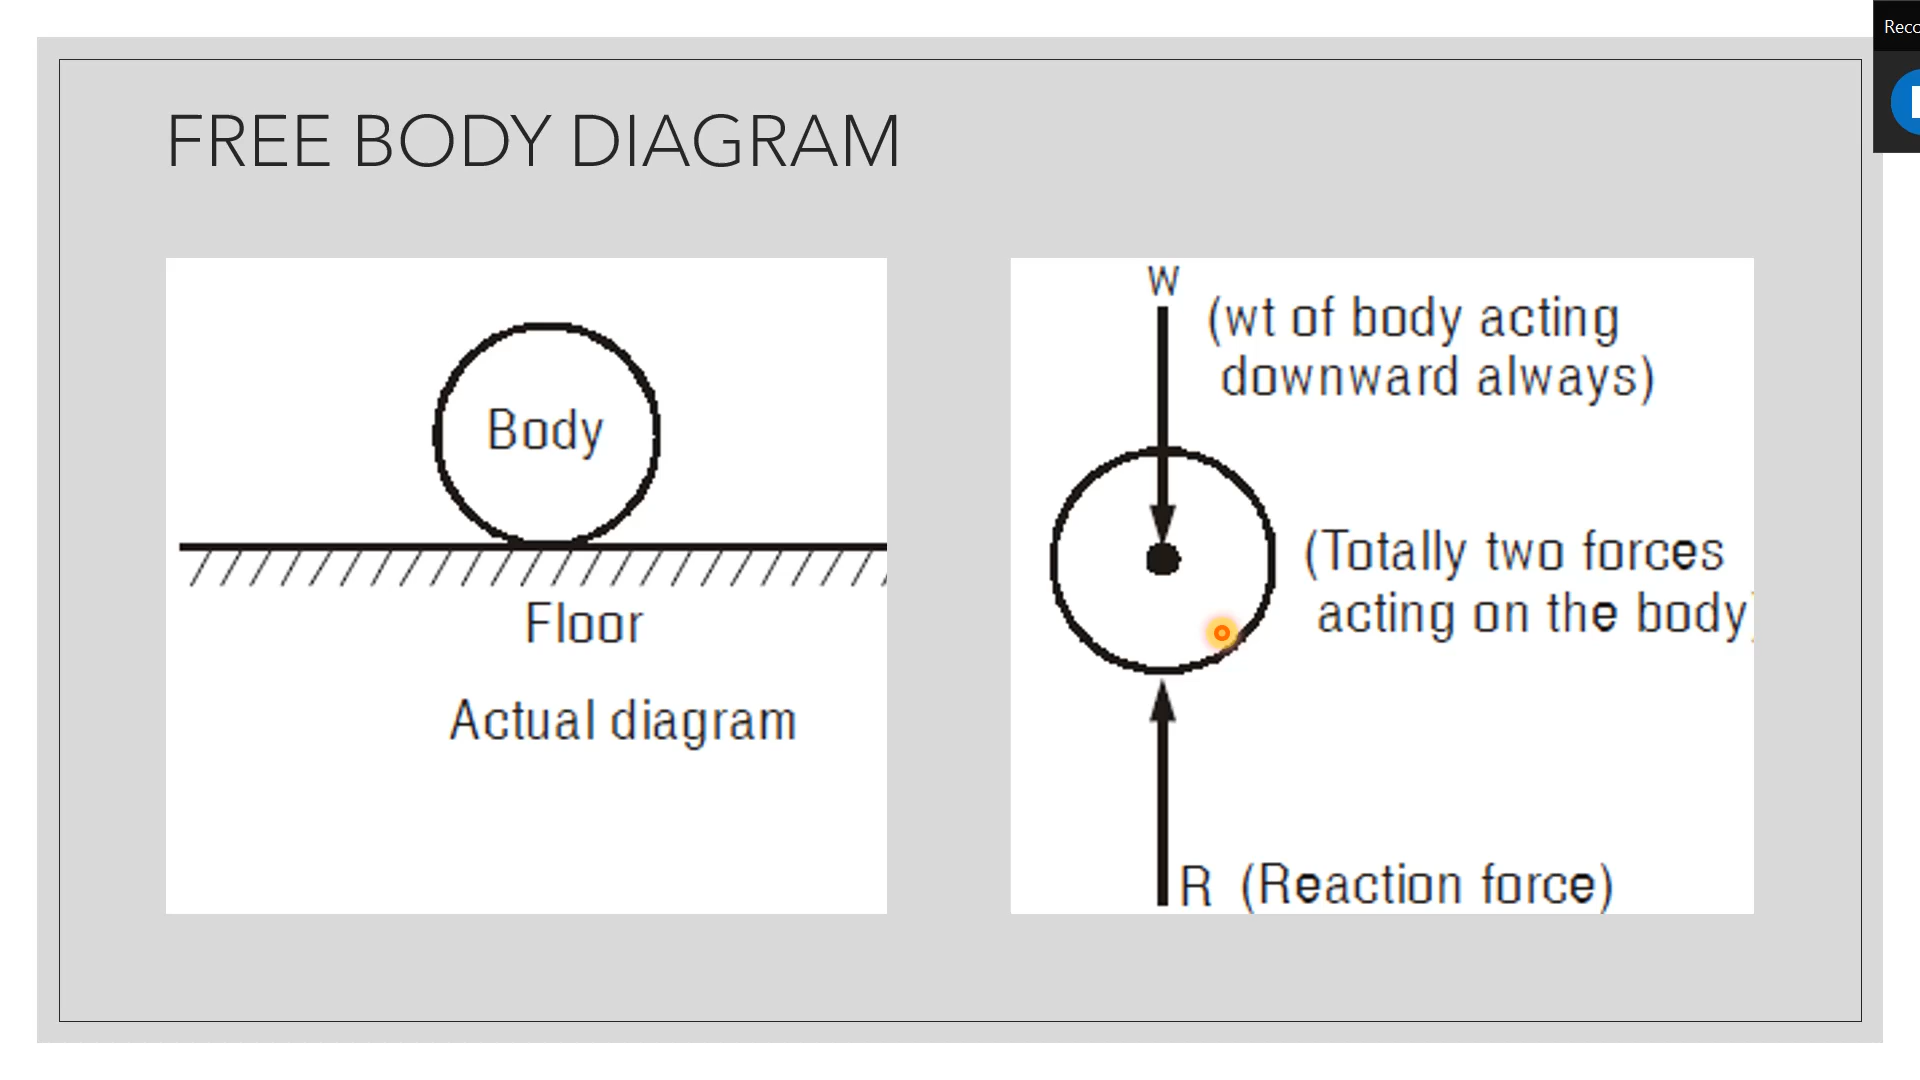 FREE BODY DIAGRAM
Body
Floor
Actual diagram
W
(wt of body acting
downward always)
(Totally two forces
acting on the body)
R (Reaction force)